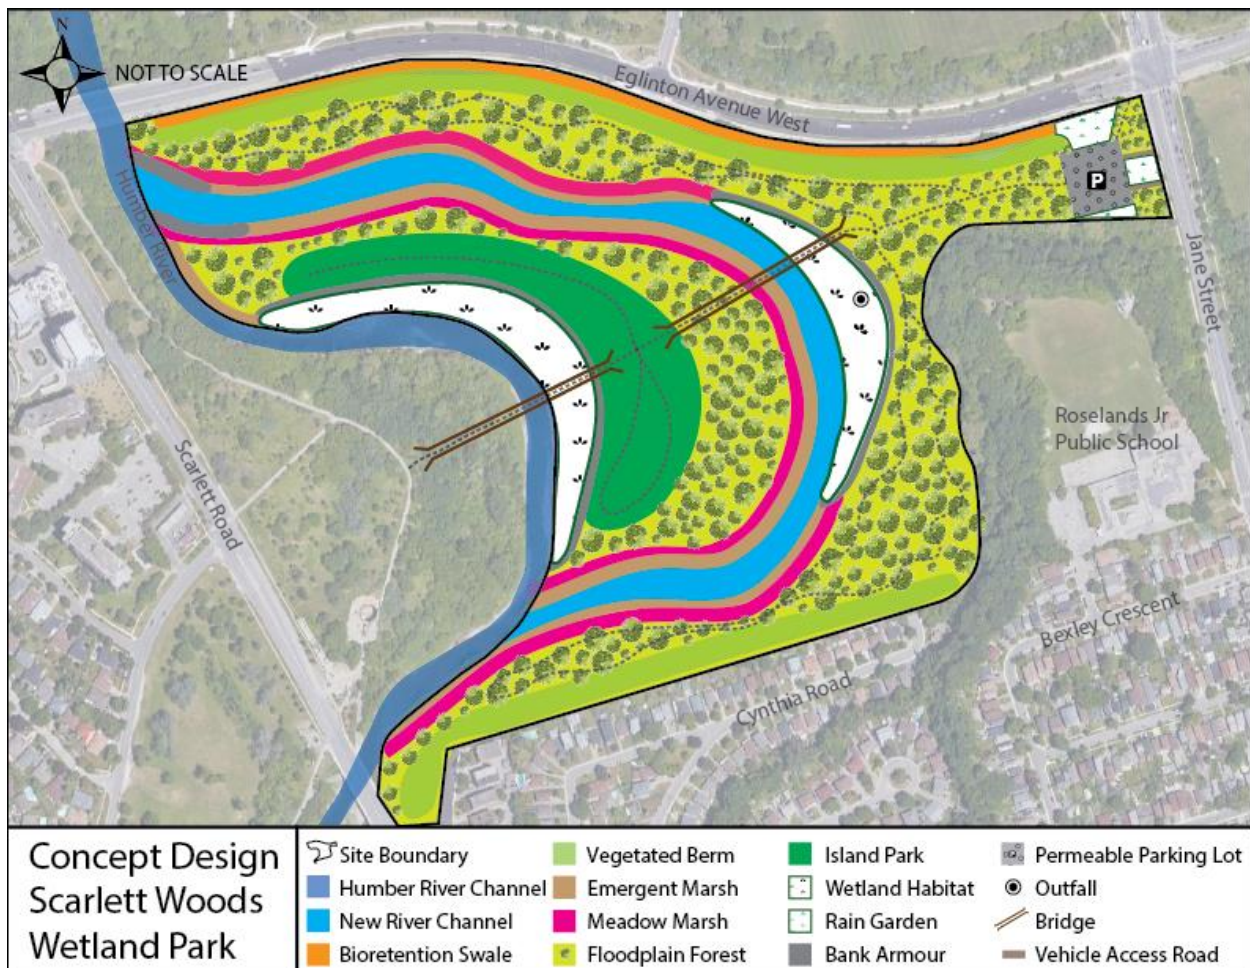 N
NOT TO SCALE
Eglinton Avenue West
P
Humber River
Jane Street
Scarlett Road
Roselands Jr
Public School
Bexley Crescent
Cynthia Road
Concept Design
Scarlett Woods
Wetland Park
Site Boundary
Humber River Channel
New River Channel
Bioretention Swale
Vegetated Berm
Emergent Marsh
Meadow Marsh
Floodplain Forest
Island Park
Wetland Habitat
Rain Garden
Bank Armour
Permeable Parking Lot
Outfall
Bridge
Vehicle Access Road